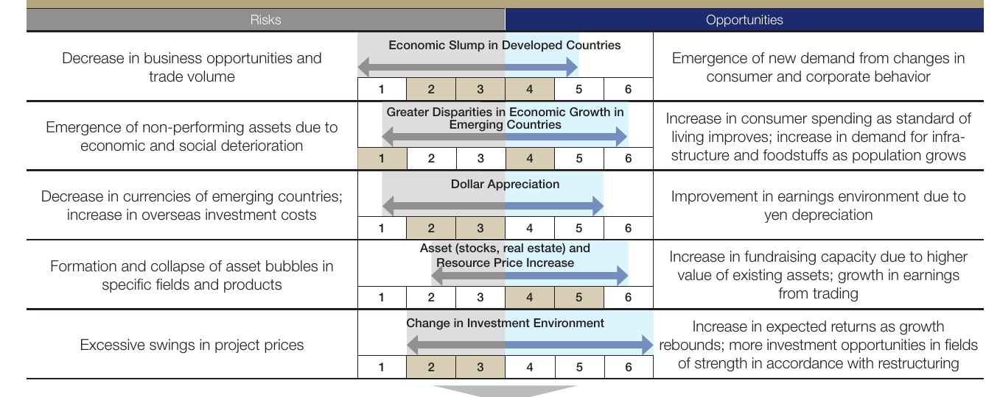 Risks
Opportunities
Decrease in business opportunities and
trade volume
Economic Slump in Developed Countries
1 2 3 4 5 6
Emergence of new demand from changes in
consumer and corporate behavior
Emergence of non-performing assets due to
economic and social deterioration
Greater Disparities in Economic Growth in
Emerging Countries
1 2 3 4 5 6
Increase in consumer spending as standard of
living improves; increase in demand for infra-
structure and foodstuffs as population grows
Decrease in currencies of emerging countries;
increase in overseas investment costs
Dollar Appreciation
1 2 3 4 5 6
Improvement in earnings environment due to
yen depreciation
Formation and collapse of asset bubbles in
specific fields and products
Asset (stocks, real estate) and
Resource Price Increase
1 2 3 4 5 6
Increase in fundraising capacity due to higher
value of existing assets; growth in earnings
from trading
Excessive swings in project prices
Change in Investment Environment
1 2 3 4 5 6
Increase in expected returns as growth
rebounds; more investment opportunities in fields
of strength in accordance with restructuring